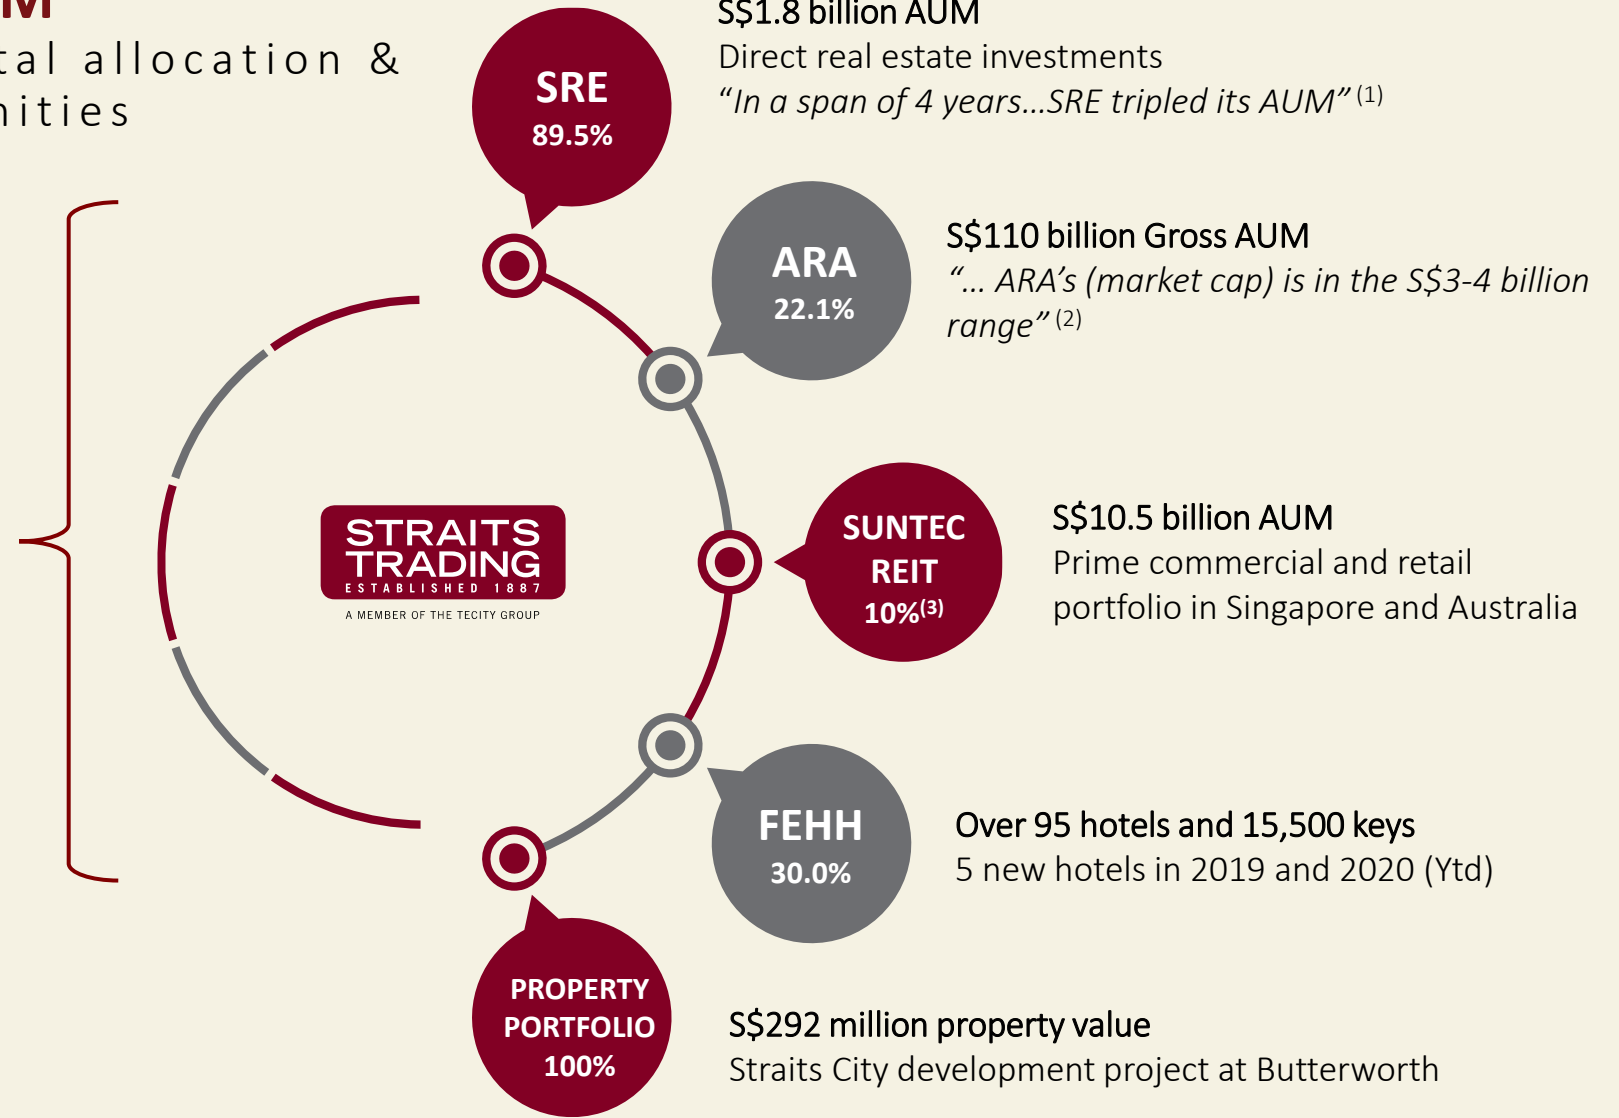 M
tal allocation &
nities
SRE
89.5%
S$1.8 billion AUM
Direct real estate investments
“In a span of 4 years...SRE tripled its AUM” (1)
ARA
22.1%
S$110 billion Gross AUM
“... ARA’s (market cap) is in the S$3-4 billion
range” (2)
STRAITS
TRADING
ESTABLISHED 1887
A MEMBER OF THE TECITY GROUP
SUNTEC
REIT
10%(3)
S$10.5 billion AUM
Prime commercial and retail
portfolio in Singapore and Australia
FEHH
30.0%
Over 95 hotels and 15,500 keys
5 new hotels in 2019 and 2020 (Ytd)
PROPERTY
PORTFOLIO
100%
S$292 million property value
Straits City development project at Butterworth